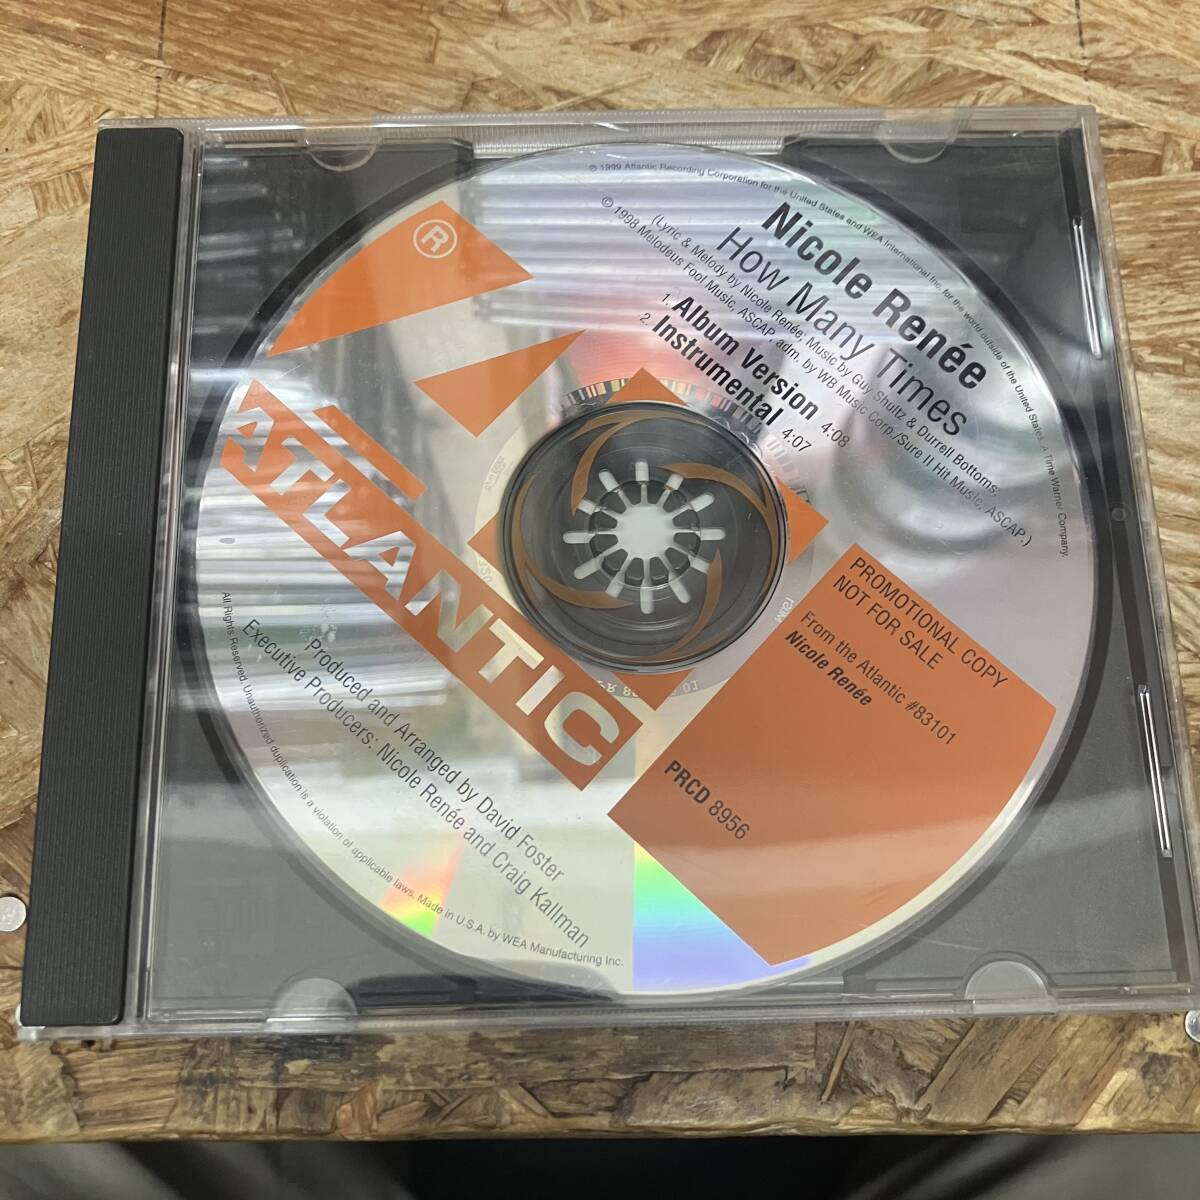 ℗ 1999 Atlantic Recording Corporation for the United States and WEA International Inc. for the world outside of the United States. A Time Warner Company.
Nicole Renée
How Many Times
(Lyric & Melody by Nicole Renée; Music by Guy Shultz & Durrell Bottoms;
© 1998 Melodeus Fool Music, ASCAP, adm. by WB Music Corp./Sure II Hit Music, ASCAP.)
1. Album Version 4:08
2. Instrumental 4:07
®
ATLANTIC
PROMOTIONAL COPY
NOT FOR SALE
From the Atlantic #83101
Nicole Renée
PRCD 8956
Produced and Arranged by David Foster
Executive Producers: Nicole Renée and Craig Kallman
All Rights Reserved. Unauthorized duplication is a violation of applicable laws. Made in U.S.A. by WEA Manufacturing Inc.